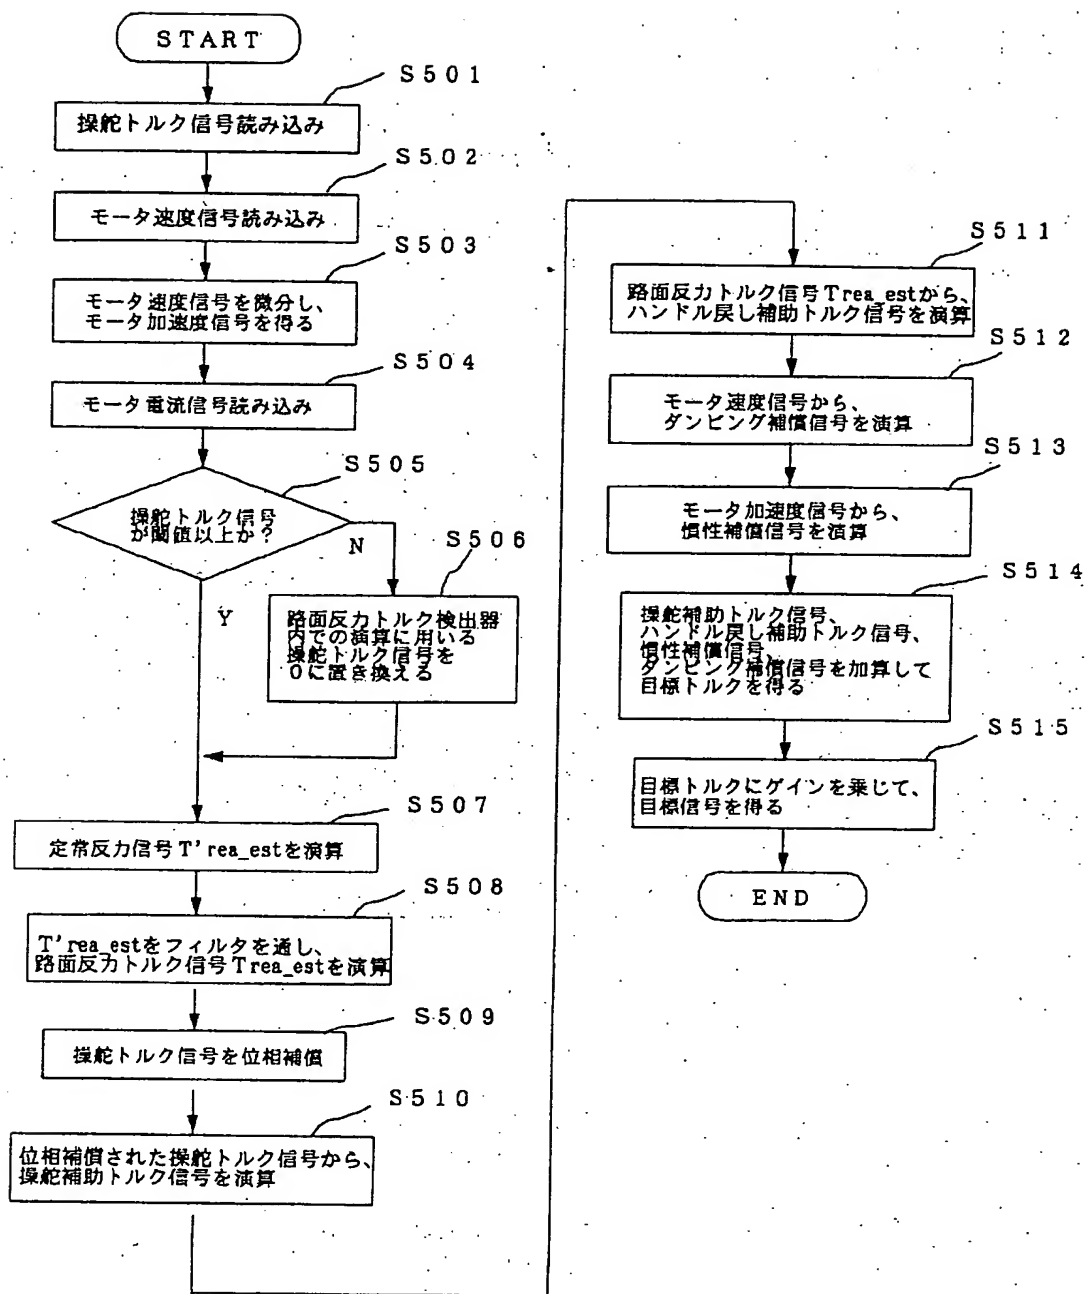 START
S501
操舵トルク信号読み込み
S502
モータ速度信号読み込み
S503
モータ速度信号を微分し、
モータ加速度信号を得る
S504
モータ電流信号読み込み
S505
操舵トルク信号
が閾値以上か?
N
Y
S506
路面反力トルク検出器
内での演算に用いる
操舵トルク信号を
0に置き換える
S507
定常反力信号T'rea_estを演算
S508
T'rea_estをフィルタを通し、
路面反力トルク信号Trea_estを演算
S509
操舵トルク信号を位相補償
S510
位相補償された操舵トルク信号から、
操舵補助トルク信号を演算
S511
路面反力トルク信号Trea_estから、
ハンドル戻し補助トルク信号を演算
S512
モータ速度信号から、
ダンピング補償信号を演算
S513
モータ加速度信号から、
慣性補償信号を演算
S514
操舵補助トルク信号、
ハンドル戻し補助トルク信号、
慣性補償信号、
ダンピング補償信号を加算して
目標トルクを得る
S515
目標トルクにゲインを乗じて、
目標信号を得る
END